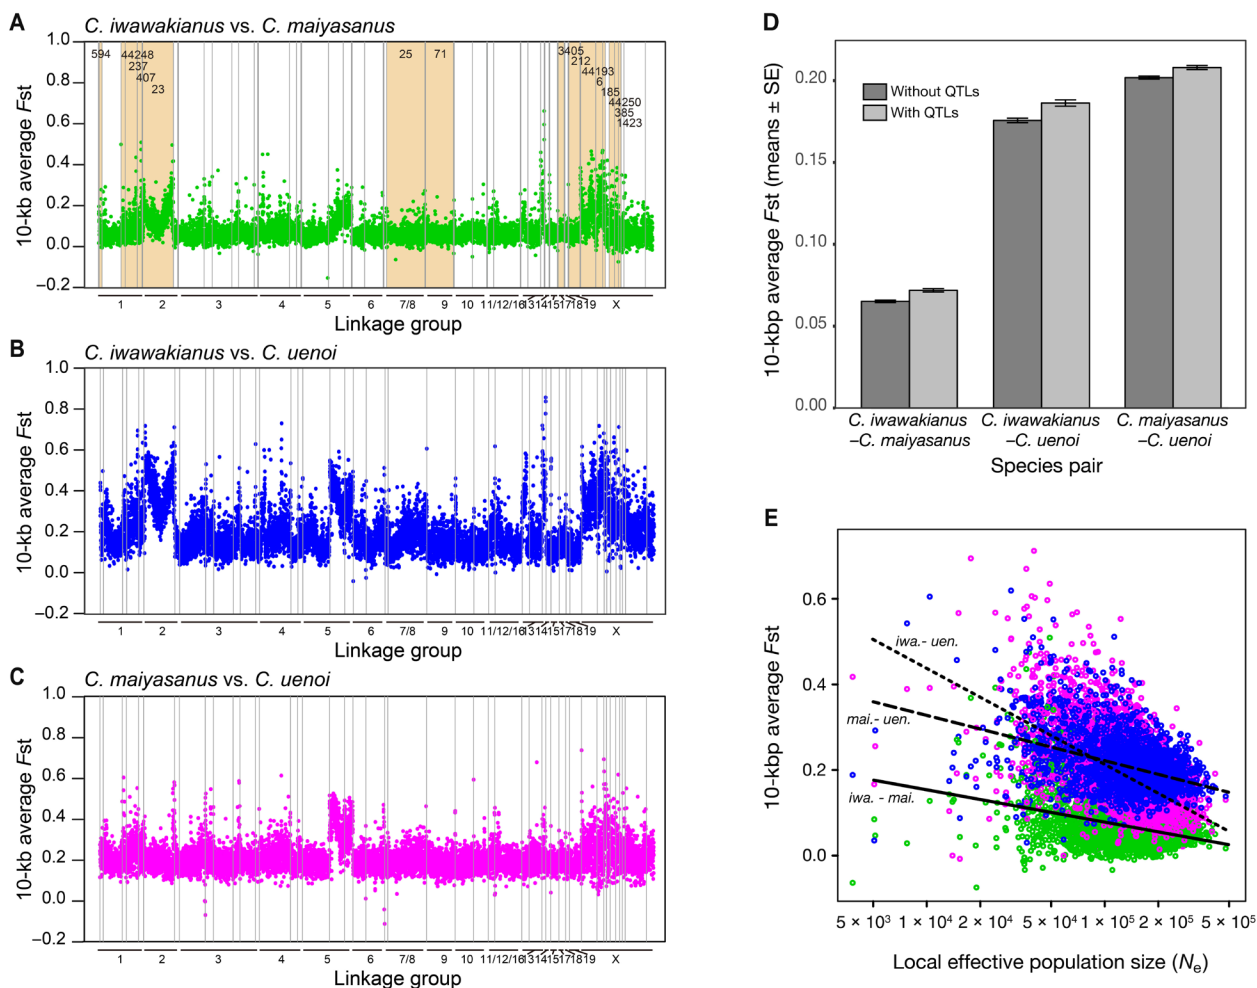 A
C. iwawakianus vs. C. maiyasanus
10-kb average Fst
1.0
0.8
0.6
0.4
0.2
0.0
−0.2
594
44248
237
407
23
25
71
3405
212
44193
6
185
44250
385
1423
1 2 3 4 5 6 7/8 9 10 11/12/16 13 14 15 17 18 19 X
Linkage group
B
C. iwawakianus vs. C. uenoi
10-kb average Fst
1.0
0.8
0.6
0.4
0.2
0.0
−0.2
1 2 3 4 5 6 7/8 9 10 11/12/16 13 14 15 17 18 19 X
Linkage group
C
C. maiyasanus vs. C. uenoi
10-kb average Fst
1.0
0.8
0.6
0.4
0.2
0.0
−0.2
1 2 3 4 5 6 7/8 9 10 11/12/16 13 14 15 17 18 19 X
Linkage group
D
10-kbp average Fst (means ± SE)
0.20
0.15
0.10
0.05
0.00
Without QTLs
With QTLs
C. iwawakianus
–C. maiyasanus
C. iwawakianus
–C. uenoi
C. maiyasanus
–C. uenoi
Species pair
E
10-kbp average Fst
0.6
0.4
0.2
0.0
iwa.- uen.
mai.- uen.
iwa. - mai.
5 × 10³ 1 × 10⁴ 2 × 10⁴ 5 × 10⁴ 1 × 10⁵ 2 × 10⁵ 5 × 10⁵
Local effective population size (Ne)